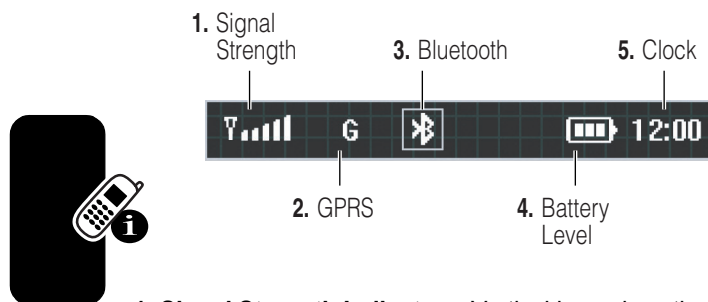 1. Signal
Strength
3. Bluetooth
5. Clock
G
12:00
2. GPRS
4. Battery
Level